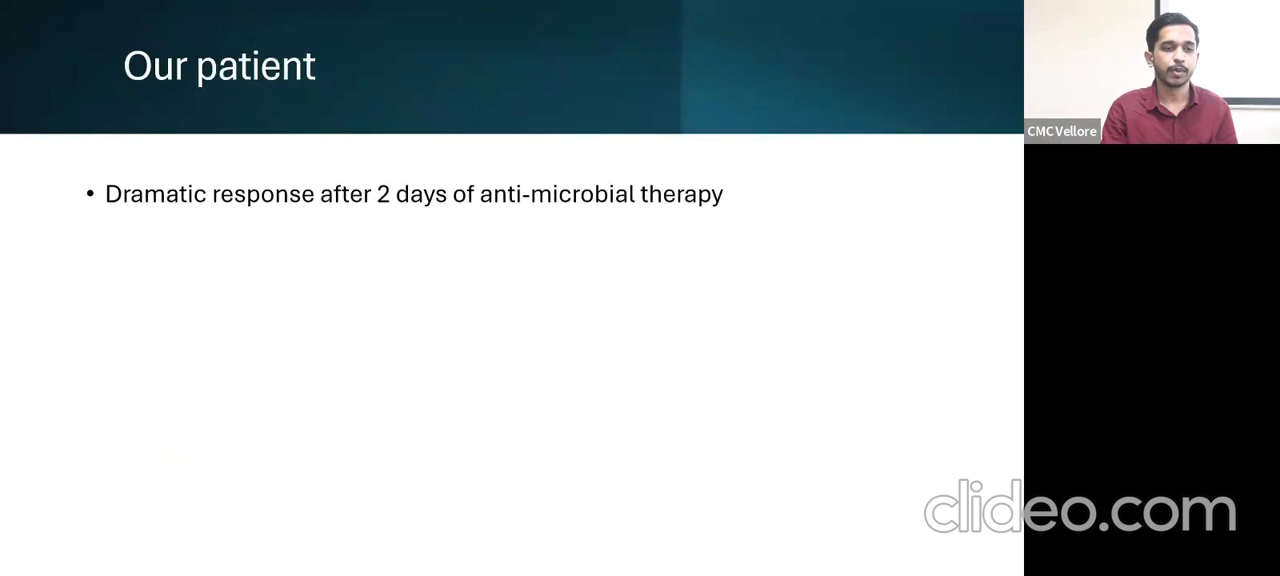 Our patient
CMC Vellore
• Dramatic response after 2 days of anti-microbial therapy
clideo.com